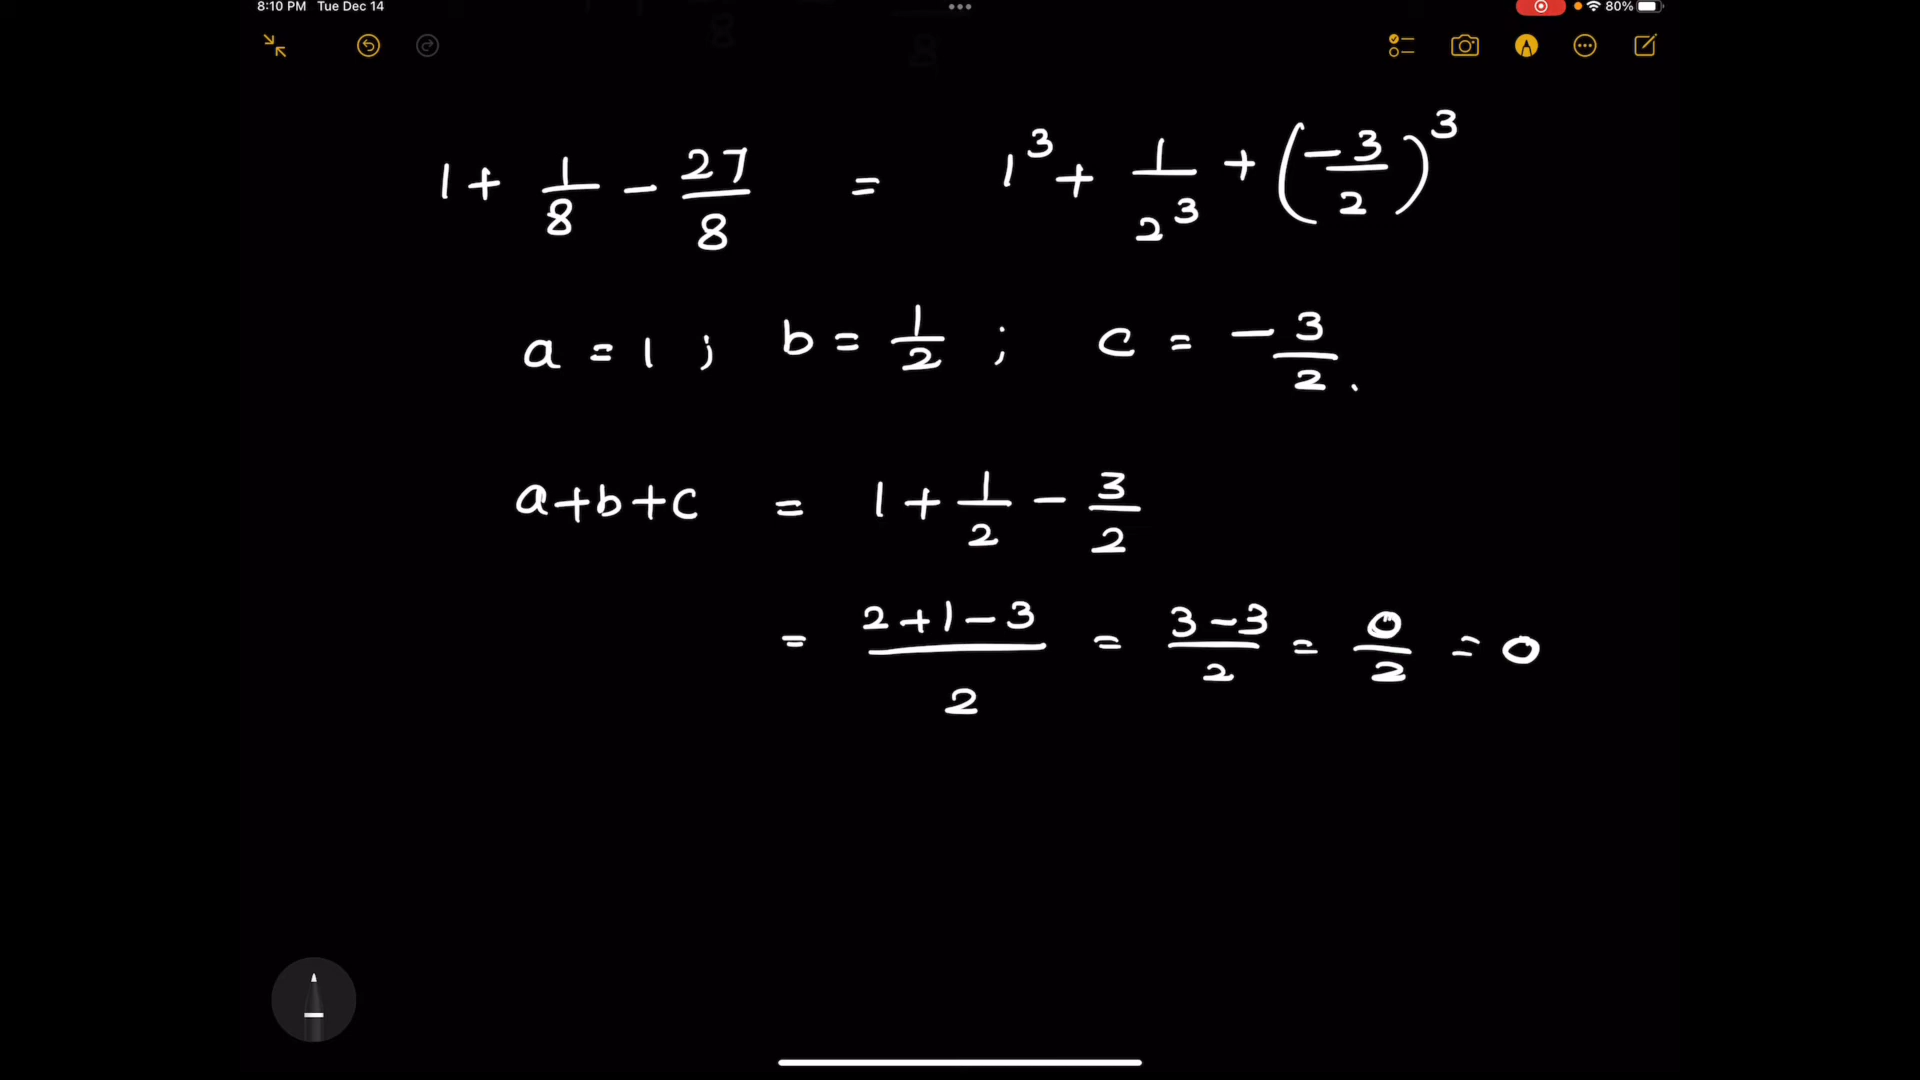 8:10 PM Tue Dec 14 80%
1 + 1/8 - 27/8 = 1³ + 1/2³ + (-3/2)³
a = 1 ; b = 1/2 ; c = -3/2.
a+b+c = 1 + 1/2 - 3/2
= (2+1-3)/2 = (3-3)/2 = 0/2 = 0